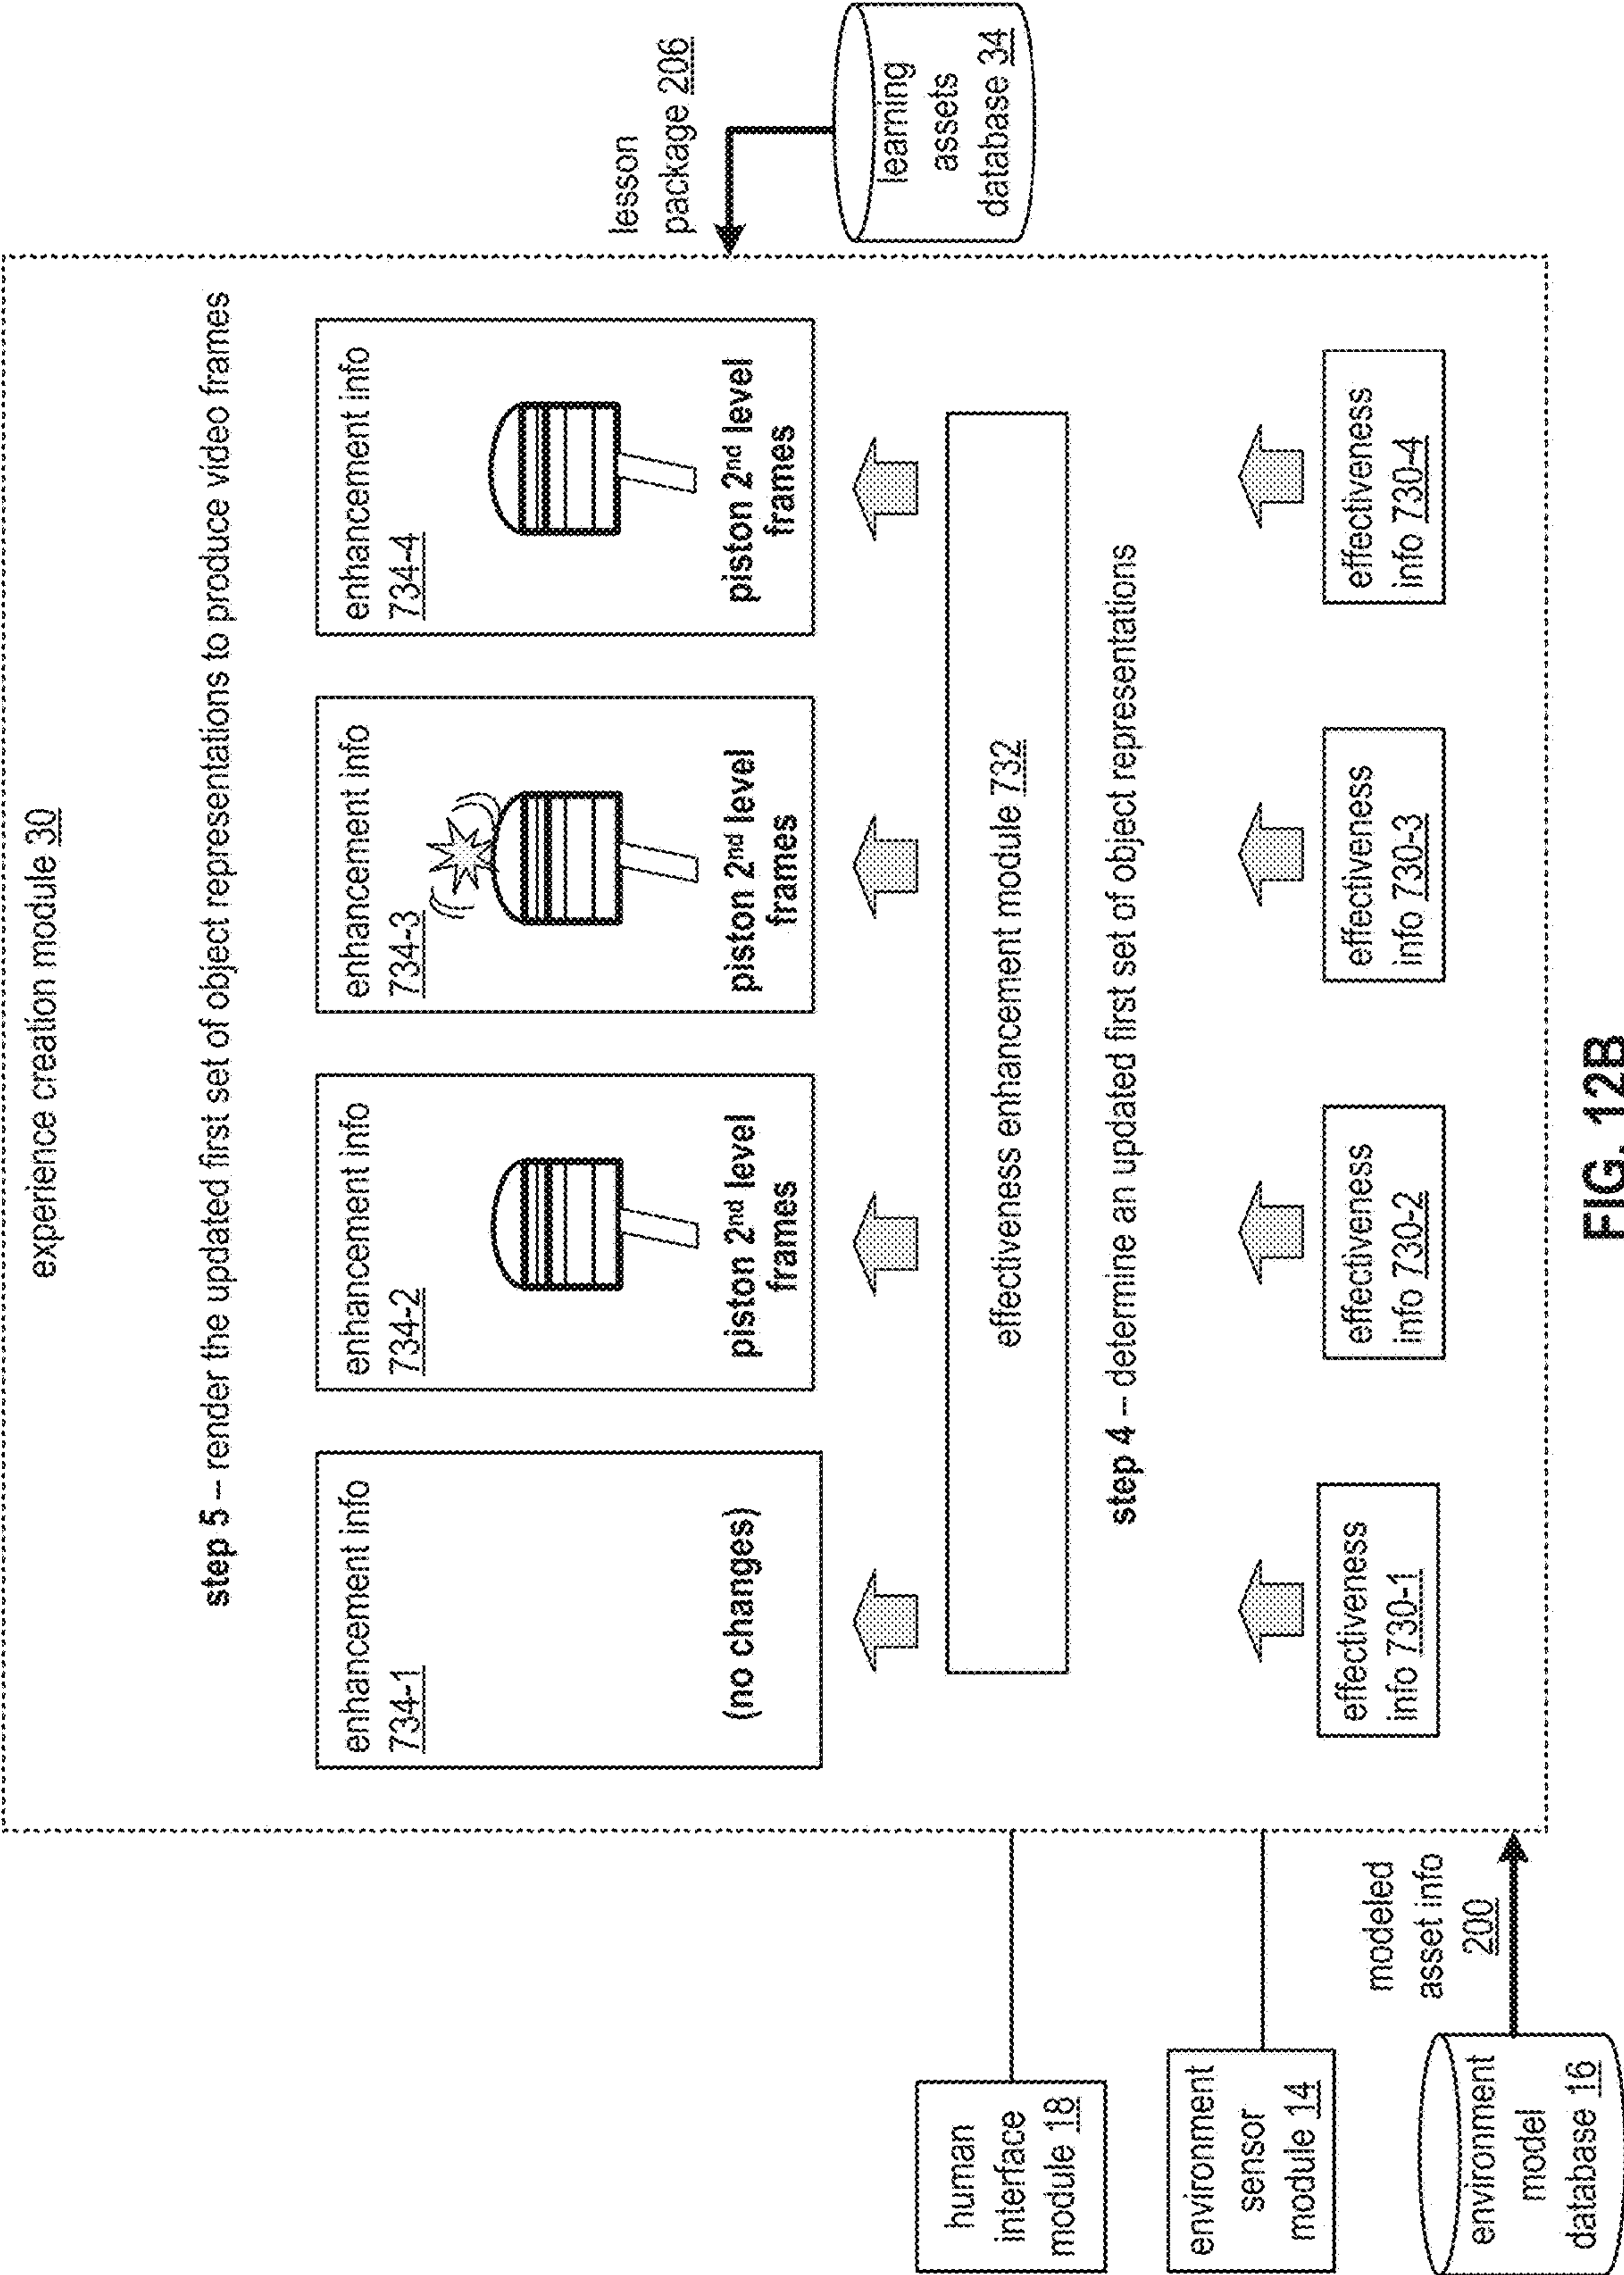 experience creation module 30
step 5 – render the updated first set of object representations to produce video frames
enhancement info
734-1
(no changes)
enhancement info
734-2
piston 2nd level
frames
enhancement info
734-3
piston 2nd level
frames
enhancement info
734-4
piston 2nd level
frames
effectiveness enhancement module 732
step 4 – determine an updated first set of object representations
effectiveness
info 730-1
effectiveness
info 730-2
effectiveness
info 730-3
effectiveness
info 730-4
human
interface
module 18
environment
sensor
module 14
environment
model
database 16
modeled
asset info
200
lesson
package 206
learning
assets
database 34
FIG. 12B